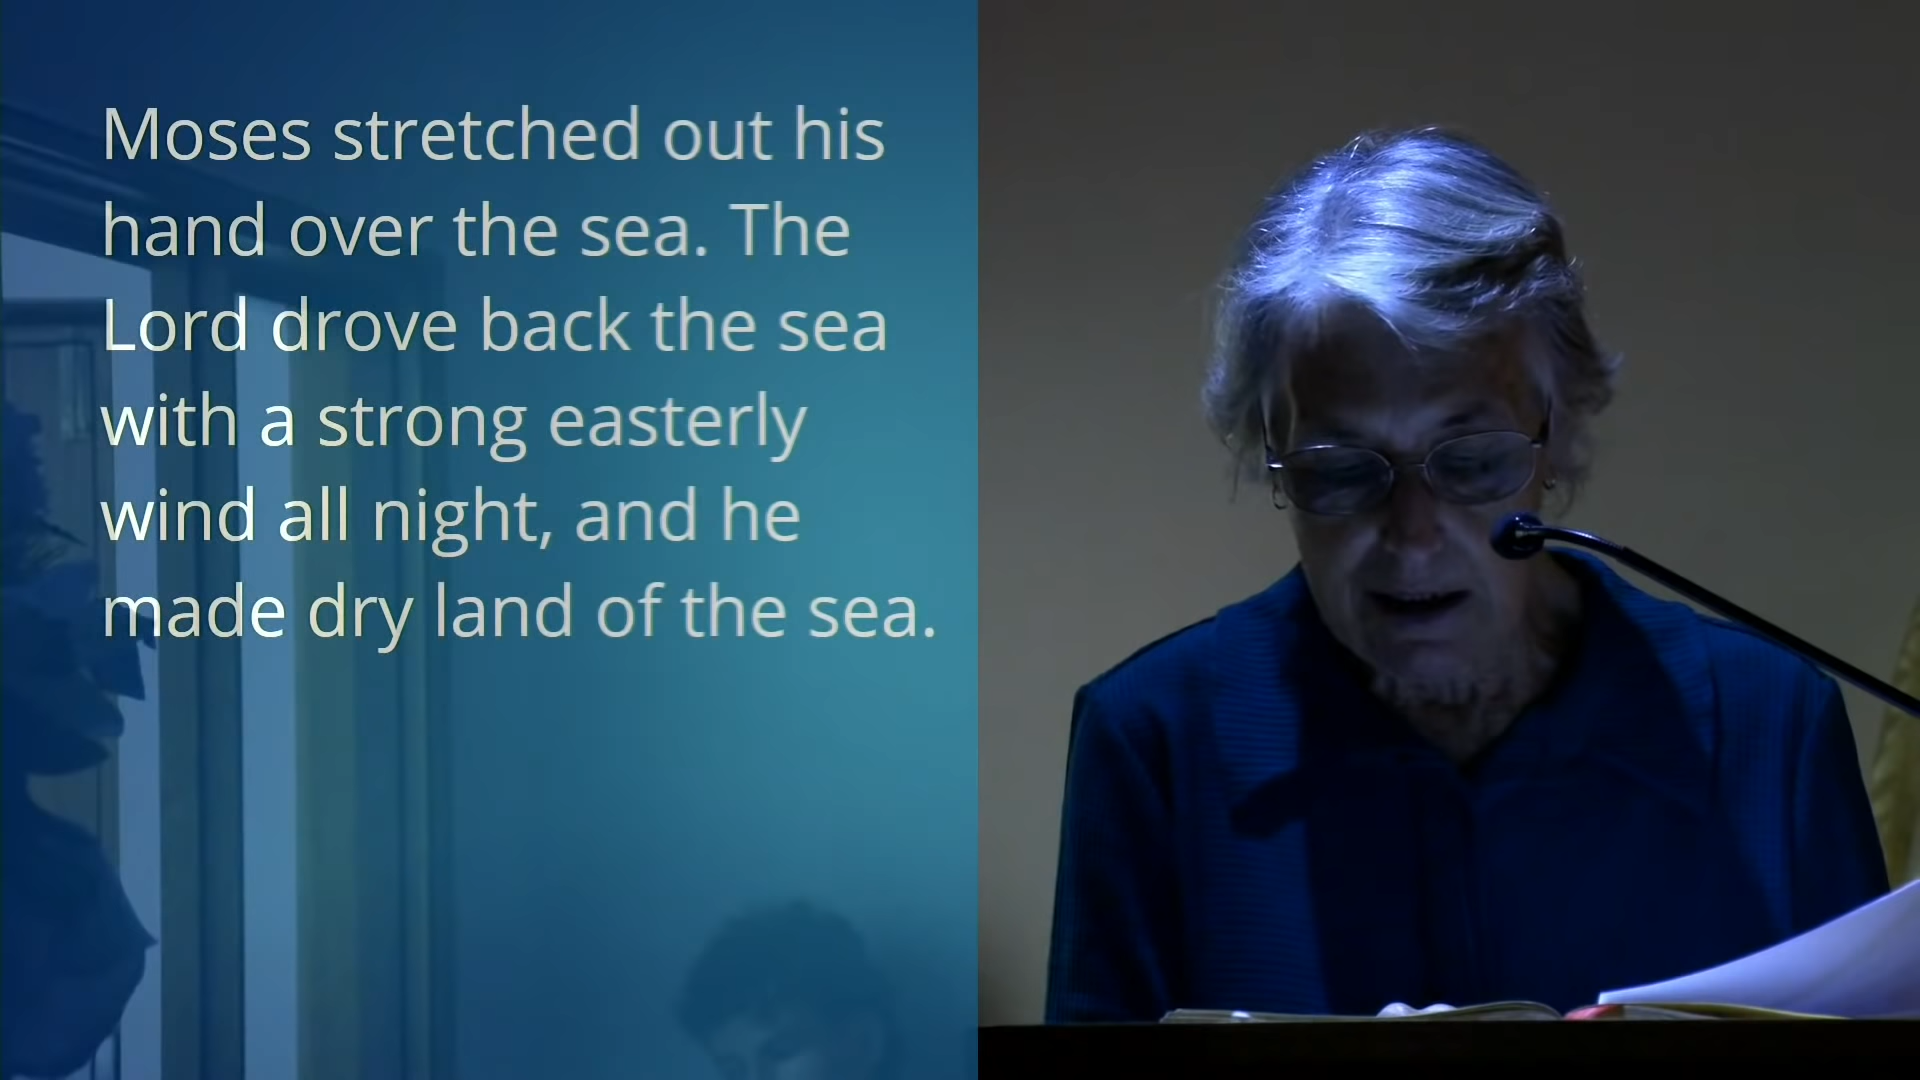 Moses stretched out his
hand over the sea. The
Lord drove back the sea
with a strong easterly
wind all night, and he
made dry land of the sea.